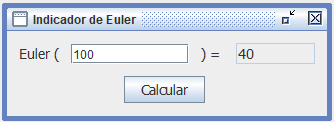 Indicador de Euler
Euler ( 100 ) = 40
Calcular